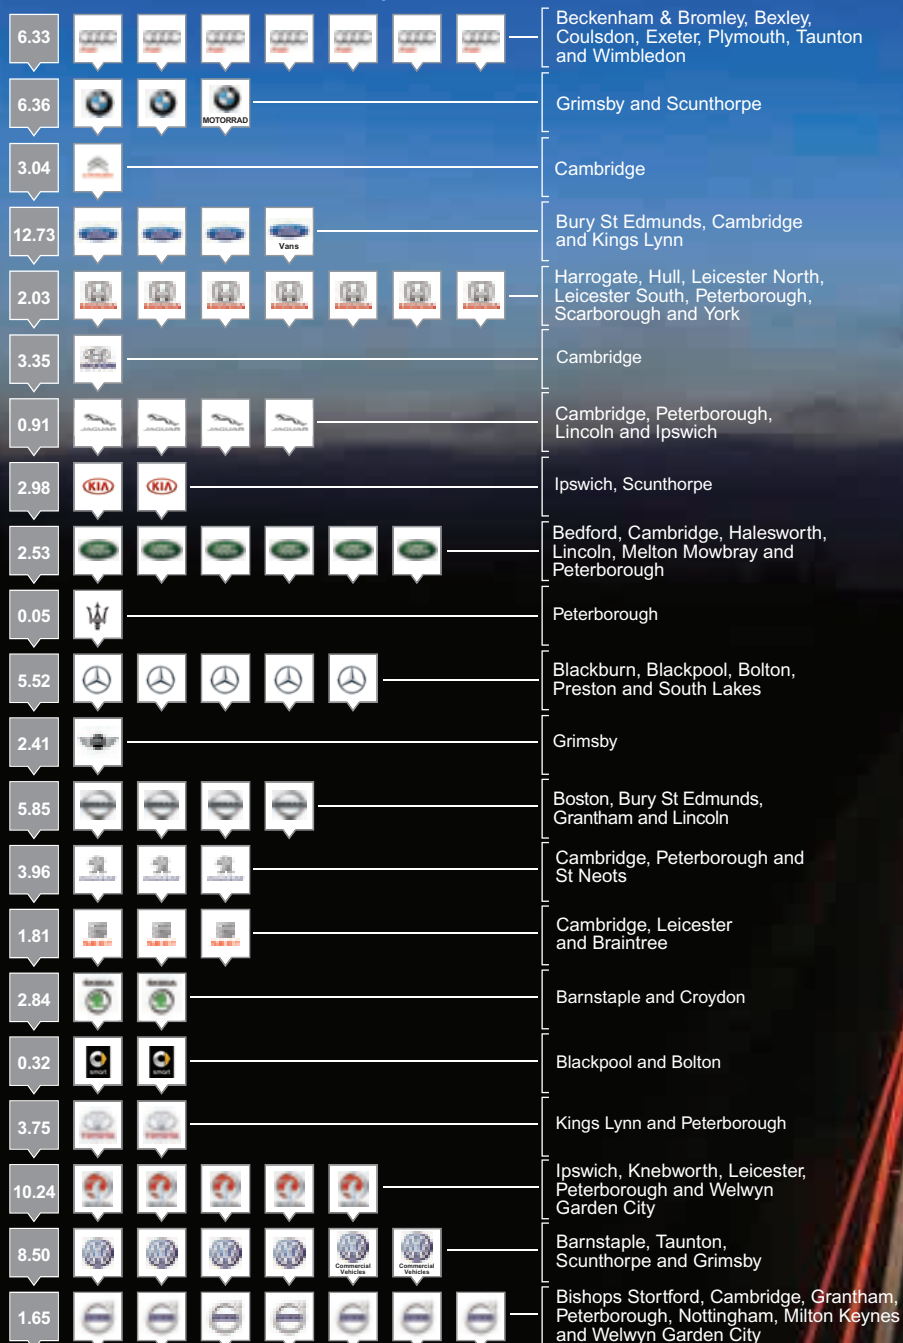 6.33
Beckenham & Bromley, Bexley,
Coulsdon, Exeter, Plymouth, Taunton
and Wimbledon
6.36
MOTORRAD
Grimsby and Scunthorpe
3.04
Cambridge
12.73
Vans
Bury St Edmunds, Cambridge
and Kings Lynn
2.03
Harrogate, Hull, Leicester North,
Leicester South, Peterborough,
Scarborough and York
3.35
Cambridge
0.91
JAGUAR JAGUAR JAGUAR JAGUAR
Cambridge, Peterborough,
Lincoln and Ipswich
2.98
KIA KIA
Ipswich, Scunthorpe
2.53
Bedford, Cambridge, Halesworth,
Lincoln, Melton Mowbray and
Peterborough
0.05
Peterborough
5.52
Blackburn, Blackpool, Bolton,
Preston and South Lakes
2.41
Grimsby
5.85
Boston, Bury St Edmunds,
Grantham and Lincoln
3.96
Cambridge, Peterborough and
St Neots
1.81
Cambridge, Leicester
and Braintree
2.84
Barnstaple and Croydon
0.32
smart smart
Blackpool and Bolton
3.75
Kings Lynn and Peterborough
10.24
Ipswich, Knebworth, Leicester,
Peterborough and Welwyn
Garden City
8.50
Commercial Vehicles
Commercial Vehicles
Barnstaple, Taunton,
Scunthorpe and Grimsby
1.65
Bishops Stortford, Cambridge, Grantham,
Peterborough, Nottingham, Milton Keynes
and Welwyn Garden City